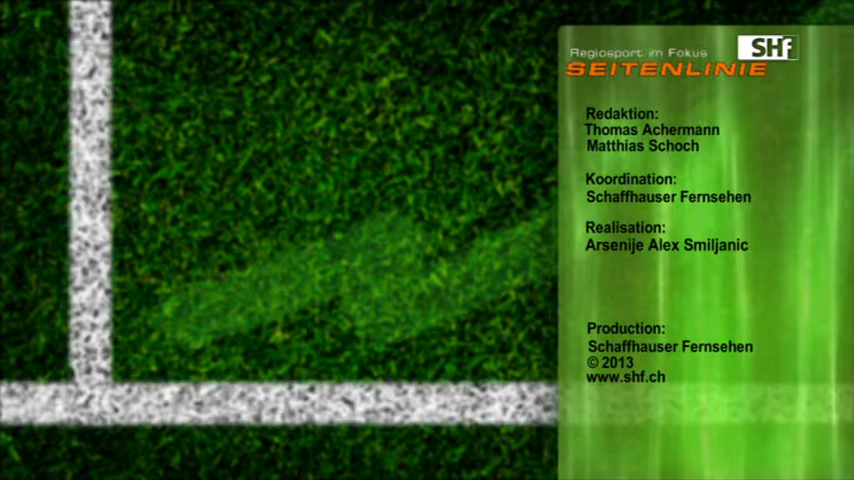 Regiosport im Fokus
SHf
SEITENLINIE
Redaktion:
Thomas Achermann
Matthias Schoch
Koordination:
Schaffhauser Fernsehen
Realisation:
Arsenije Alex Smiljanic
Production:
Schaffhauser Fernsehen
© 2013
www.shf.ch